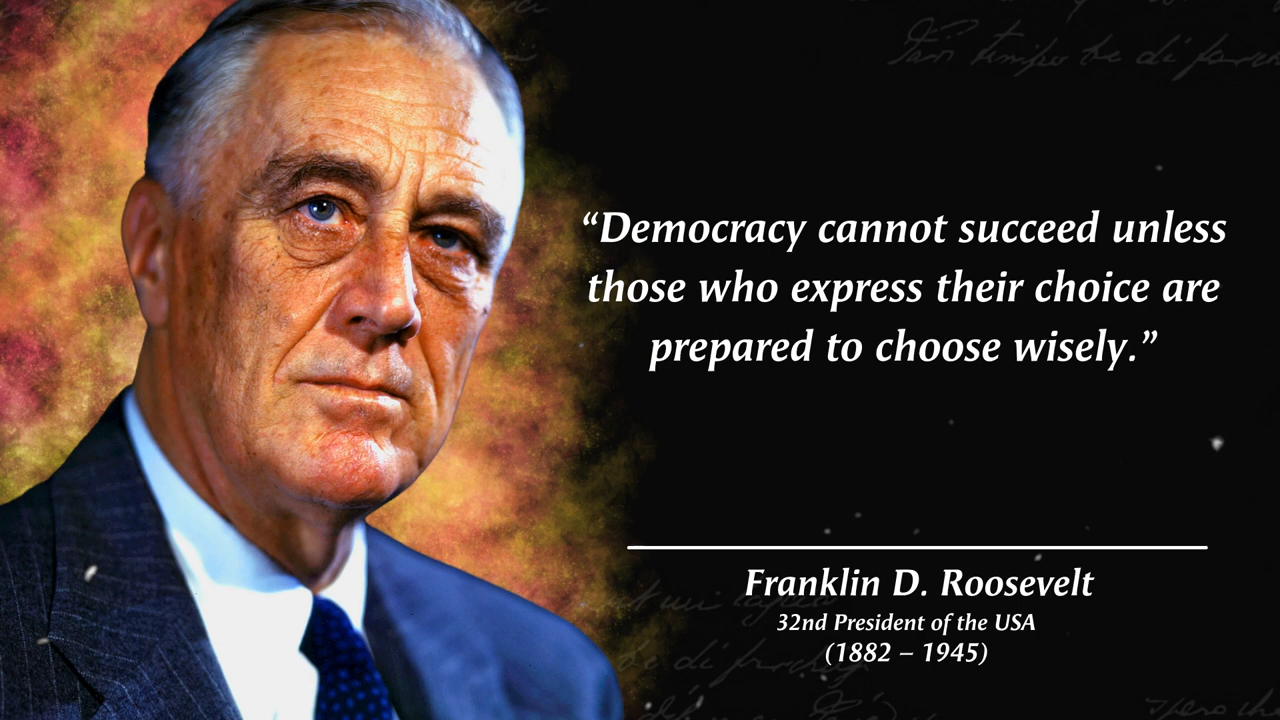 “Democracy cannot succeed unless
those who express their choice are
prepared to choose wisely.”
Franklin D. Roosevelt
32nd President of the USA
(1882 – 1945)